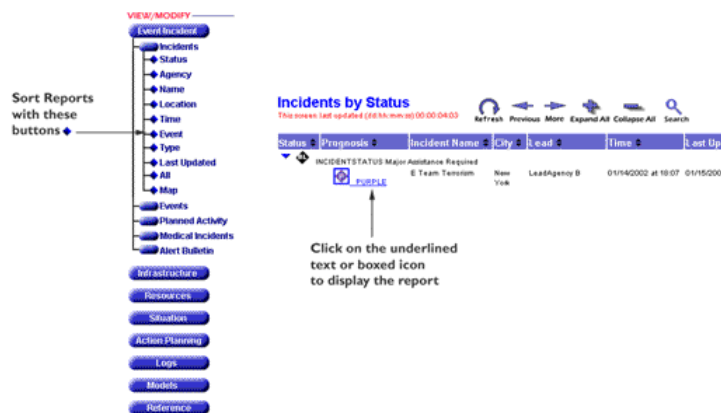 VIEW/MODIFY
Event/Incident
Incidents
Status
Agency
Name
Location
Time
Event
Type
Last Updated
All
Map
Events
Planned Activity
Medical Incidents
Alert Bulletin
Infrastructure
Resources
Situation
Action Planning
Logs
Models
Reference
Sort Reports
with these
buttons
Incidents by Status
This screen last updated (dd:hh:mm:ss) 00:00:04:03
Refresh Previous More Expand All Collapse All Search
Status Prognosis Incident Name City Lead Time Last Up
INCIDENTSTATUS Major Assistance Required
PURPLE E Team Terrorism New York LeadAgency B 01/14/2002 at 18:07 01/15/200
Click on the underlined
text or boxed icon
to display the report